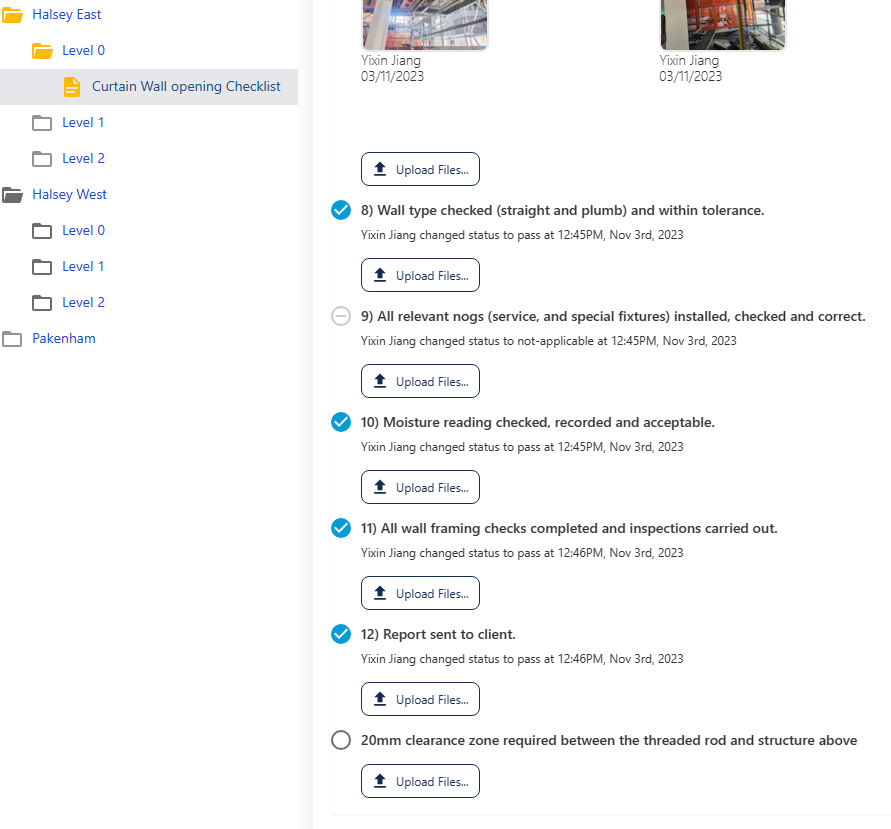 Halsey East
Level 0
Curtain Wall opening Checklist
Level 1
Level 2
Halsey West
Level 0
Level 1
Level 2
Pakenham
Yixin Jiang
03/11/2023
Yixin Jiang
03/11/2023
Upload Files...
8) Wall type checked (straight and plumb) and within tolerance.
Yixin Jiang changed status to pass at 12:45PM, Nov 3rd, 2023
Upload Files...
9) All relevant nogs (service, and special fixtures) installed, checked and correct.
Yixin Jiang changed status to not-applicable at 12:45PM, Nov 3rd, 2023
Upload Files...
10) Moisture reading checked, recorded and acceptable.
Yixin Jiang changed status to pass at 12:45PM, Nov 3rd, 2023
Upload Files...
11) All wall framing checks completed and inspections carried out.
Yixin Jiang changed status to pass at 12:46PM, Nov 3rd, 2023
Upload Files...
12) Report sent to client.
Yixin Jiang changed status to pass at 12:46PM, Nov 3rd, 2023
Upload Files...
20mm clearance zone required between the threaded rod and structure above
Upload Files...